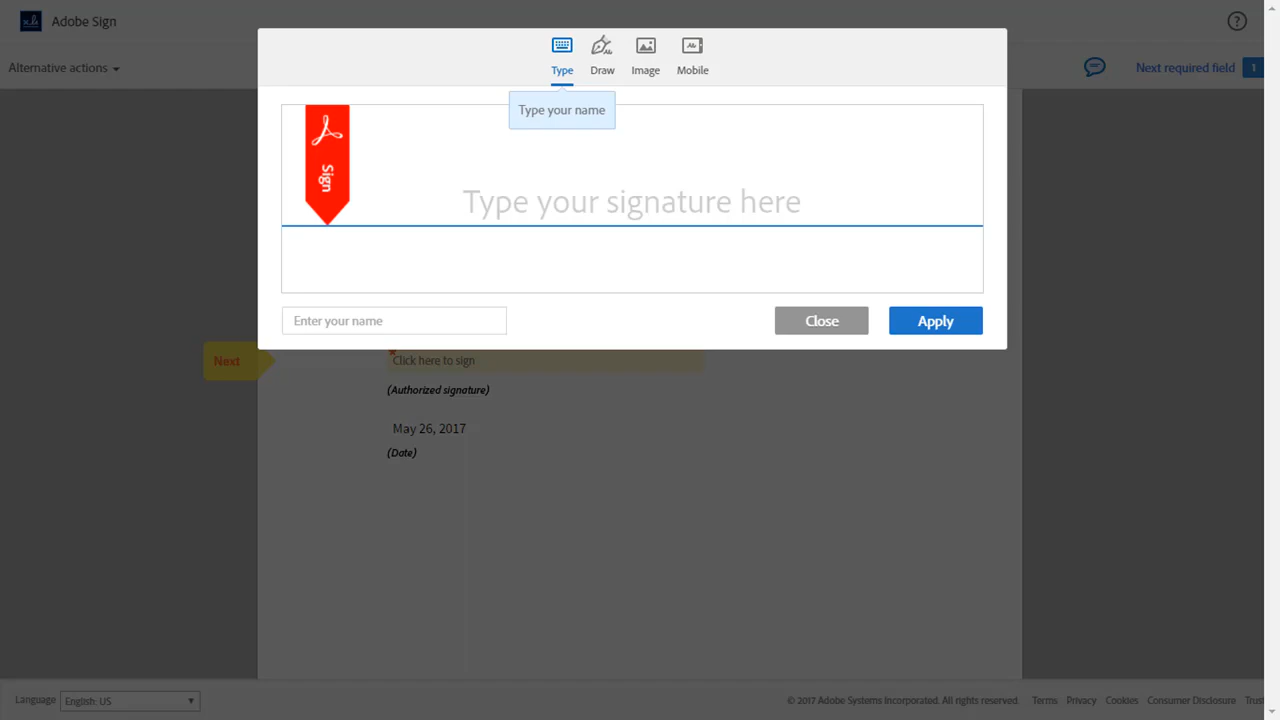 Adobe Sign
?
Alternative actions
Type
Draw
Image
Mobile
Next required field
1
Type your name
Sign
Type your signature here
Enter your name
Close
Apply
Next
Click here to sign
(Authorized signature)
May 26, 2017
(Date)
Language
English: US
© 2017 Adobe Systems Incorporated. All rights reserved.
Terms
Privacy
Cookies
Consumer Disclosure